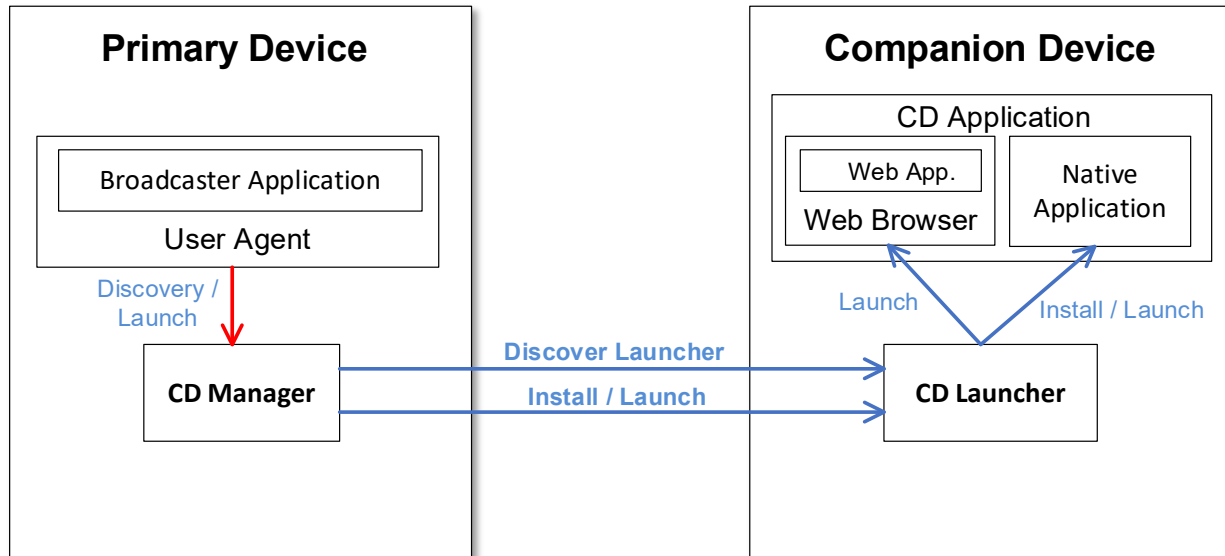 Primary Device
Broadcaster Application
User Agent
Discovery /
Launch
CD Manager
Discover Launcher
Install / Launch
Companion Device
CD Application
Web App.
Web Browser
Native
Application
Launch
Install / Launch
CD Launcher